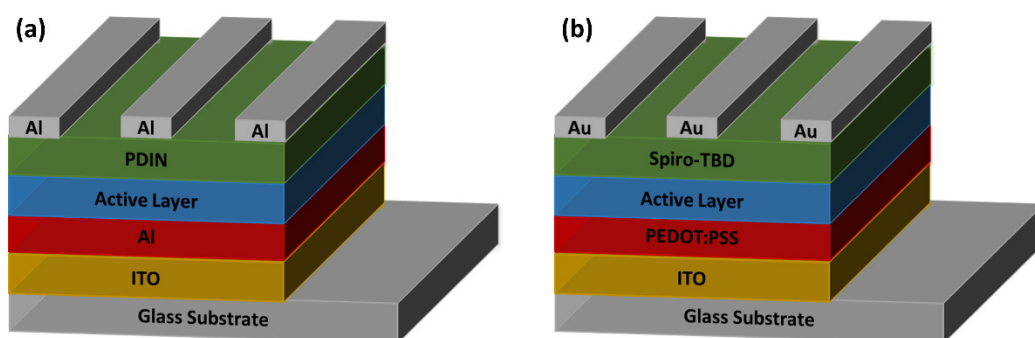 (a)
Al Al Al
PDIN
Active Layer
Al
ITO
Glass Substrate
(b)
Au Au Au
Spiro-TBD
Active Layer
PEDOT:PSS
ITO
Glass Substrate